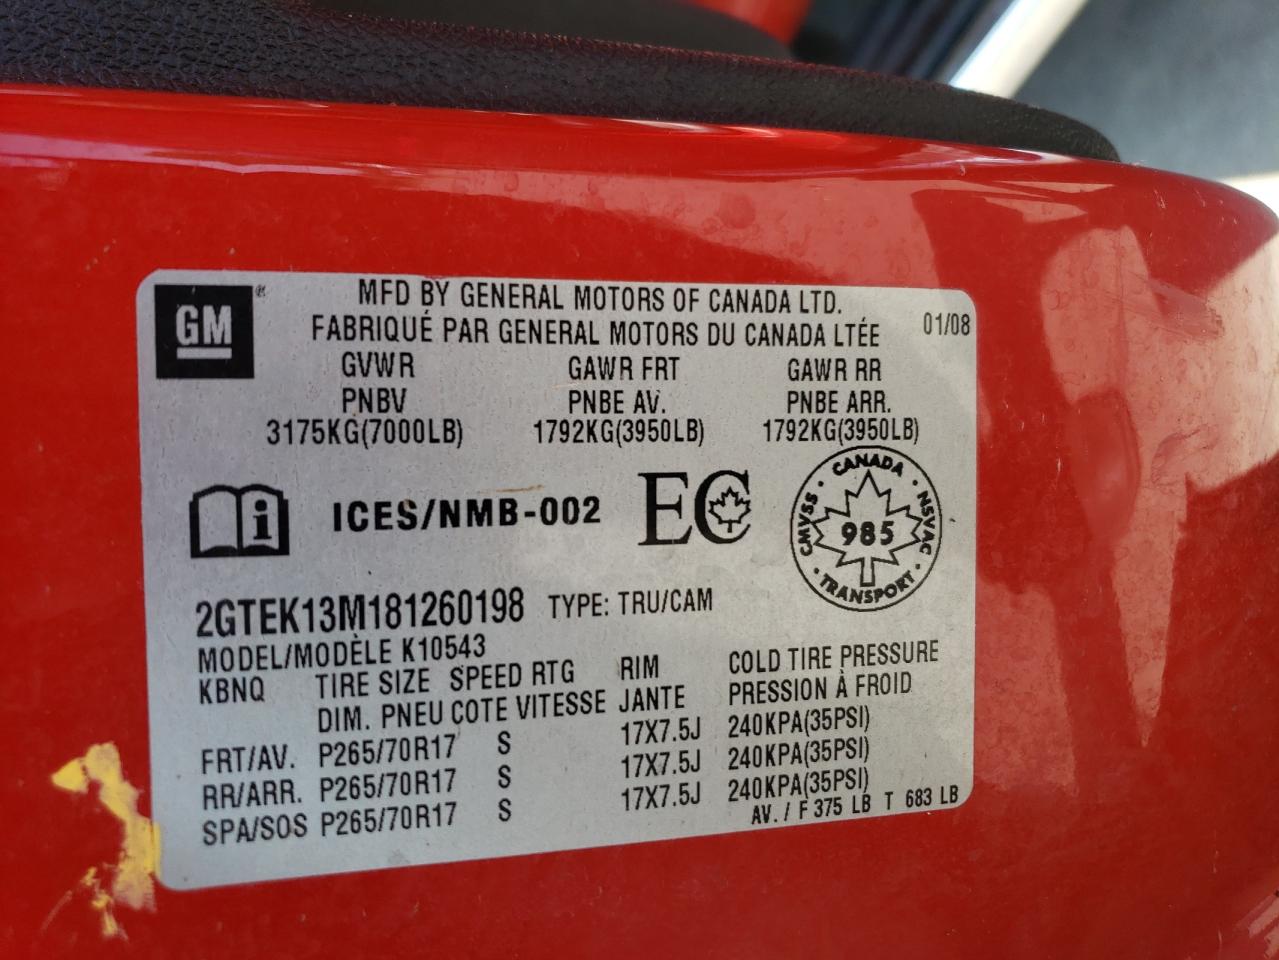 GM ®
MFD BY GENERAL MOTORS OF CANADA LTD.
FABRIQUÉ PAR GENERAL MOTORS DU CANADA LTÉE
01/08
GVWR GAWR FRT GAWR RR
PNBV PNBE AV. PNBE ARR.
3175KG(7000LB) 1792KG(3950LB) 1792KG(3950LB)
i ICES/NMB-002 EC
CANADA
CMVSS · 985 · NSVAC
TRANSPORT
2GTEK13M181260198 TYPE: TRU/CAM
MODEL/MODÈLE K10543
KBNQ TIRE SIZE SPEED RTG RIM COLD TIRE PRESSURE
DIM. PNEU COTE VITESSE JANTE PRESSION À FROID
FRT/AV. P265/70R17 S 17X7.5J 240KPA(35PSI)
RR/ARR. P265/70R17 S 17X7.5J 240KPA(35PSI)
SPA/SOS P265/70R17 S 17X7.5J 240KPA(35PSI)
AV. / F 375 LB T 683 LB